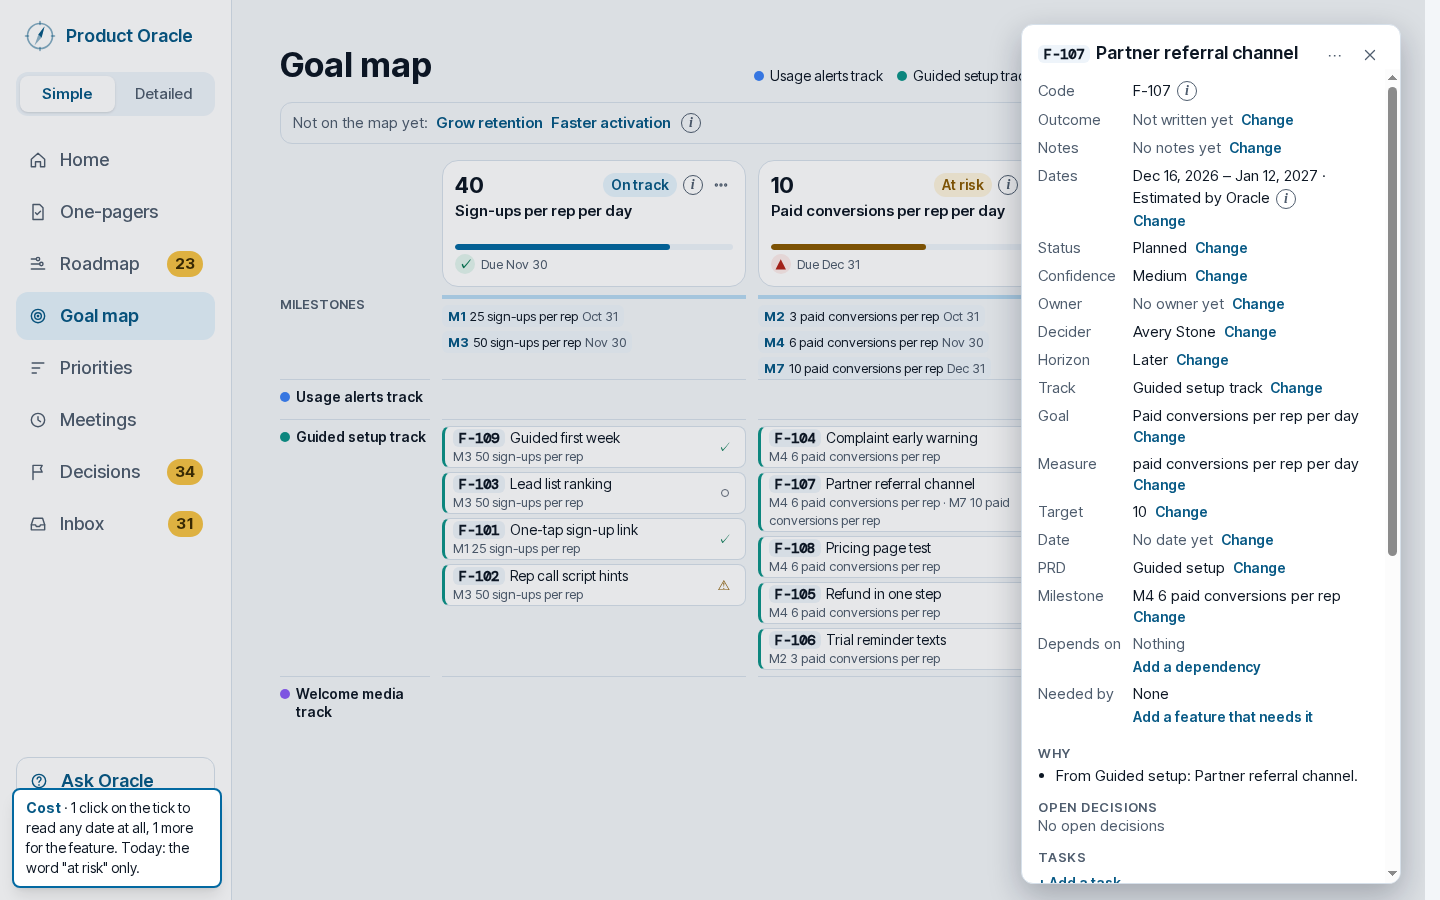 Product Oracle
Simple
Detailed
Home
One-pagers
Roadmap
23
Goal map
Priorities
Meetings
Decisions
34
Inbox
31
Ask Oracle
Cost · 1 click on the tick to
read any date at all, 1 more
for the feature. Today: the
word "at risk" only.
Goal map
Usage alerts track
Guided setup
Not on the map yet: Grow retention Faster activation i
40
On track
i
Sign-ups per rep per day
Due Nov 30
10
At risk
i
Paid conversions per rep per day
Due Dec 31
MILESTONES
M1 25 sign-ups per rep Oct 31
M3 50 sign-ups per rep Nov 30
M2 3 paid conversions per rep Oct 31
M4 6 paid conversions per rep Nov 30
M7 10 paid conversions per rep Dec 31
Usage alerts track
Guided setup track
F-109 Guided first week
M3 50 sign-ups per rep
F-103 Lead list ranking
M3 50 sign-ups per rep
F-101 One-tap sign-up link
M1 25 sign-ups per rep
F-102 Rep call script hints
M3 50 sign-ups per rep
F-104 Complaint early warning
M4 6 paid conversions per rep
F-107 Partner referral channel
M4 6 paid conversions per rep · M7 10 paid
conversions per rep
F-108 Pricing page test
M4 6 paid conversions per rep
F-105 Refund in one step
M4 6 paid conversions per rep
F-106 Trial reminder texts
M2 3 paid conversions per rep
Welcome media
track
F-107 Partner referral channel
Code F-107 i
Outcome Not written yet Change
Notes No notes yet Change
Dates Dec 16, 2026 – Jan 12, 2027 ·
Estimated by Oracle i
Change
Status Planned Change
Confidence Medium Change
Owner No owner yet Change
Decider Avery Stone Change
Horizon Later Change
Track Guided setup track Change
Goal Paid conversions per rep per day
Change
Measure paid conversions per rep per day
Change
Target 10 Change
Date No date yet Change
PRD Guided setup Change
Milestone M4 6 paid conversions per rep
Change
Depends on Nothing
Add a dependency
Needed by None
Add a feature that needs it
WHY
• From Guided setup: Partner referral channel.
OPEN DECISIONS
No open decisions
TASKS
+ Add a task